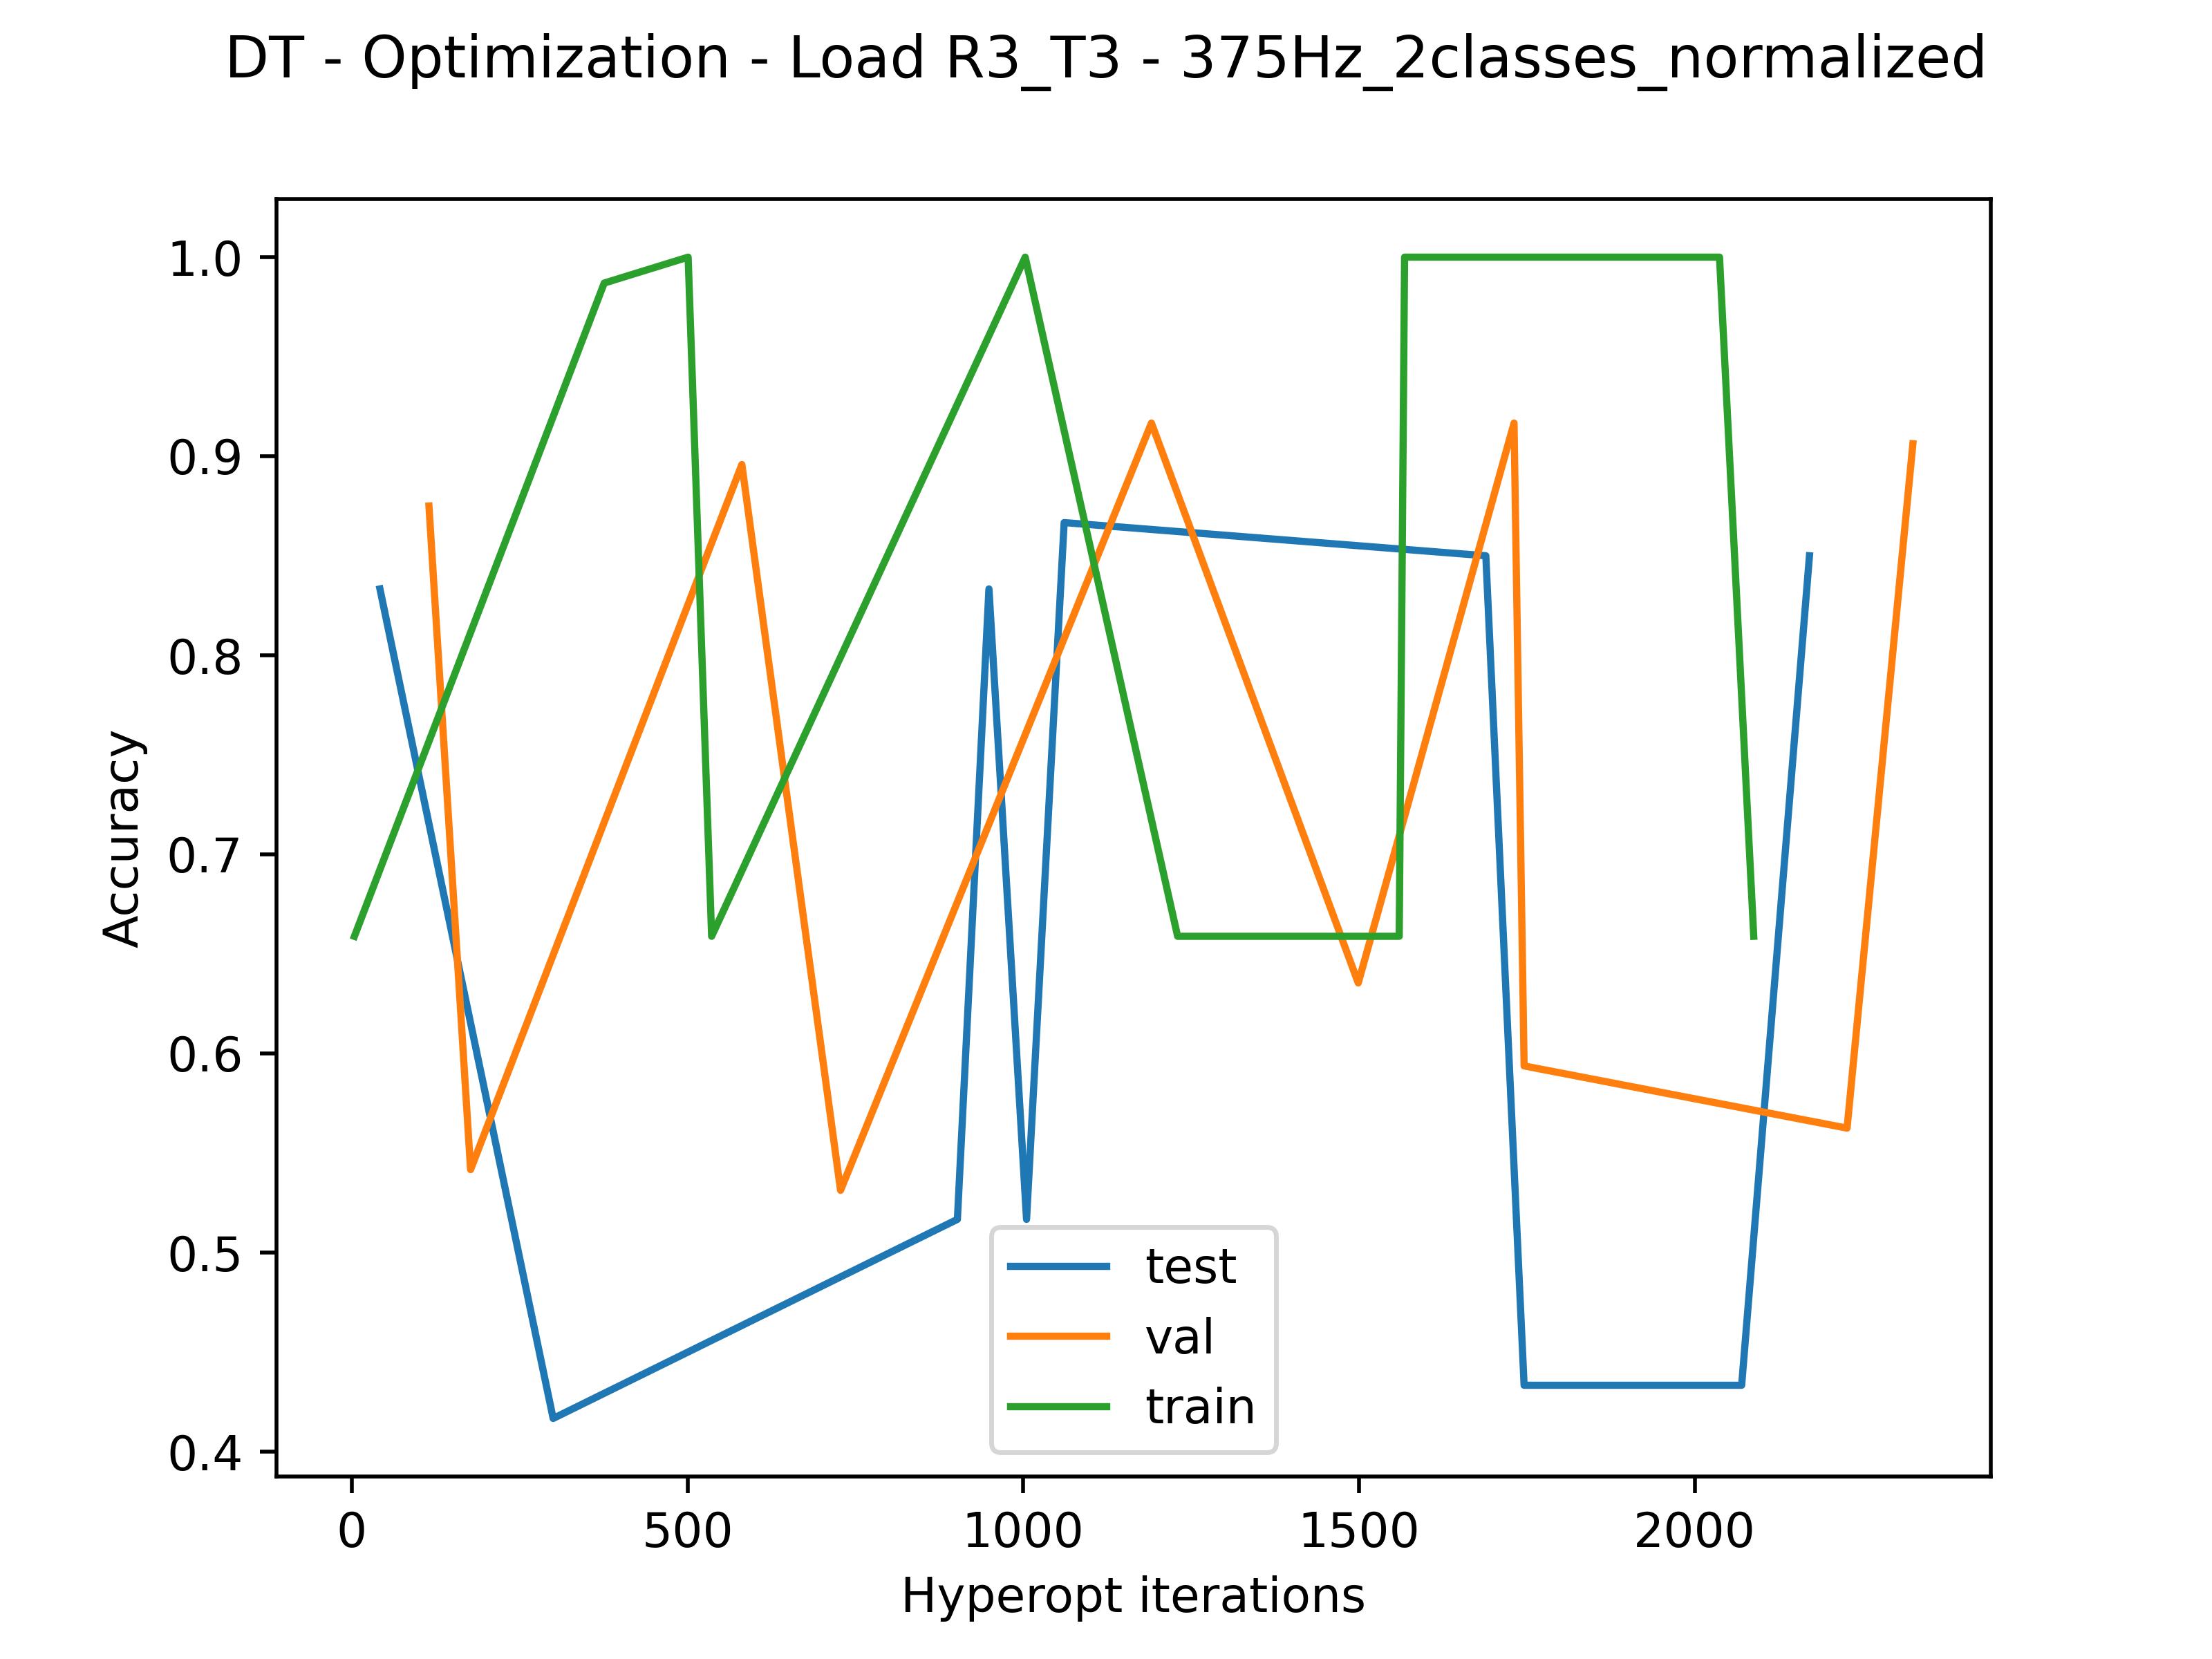 DT - Optimization - Load R3_T3 - 375Hz_2classes_normalized
1.0
0.9
0.8
0.7
0.6
0.5
0.4
Accuracy
test
val
train
0 500 1000 1500 2000
Hyperopt iterations